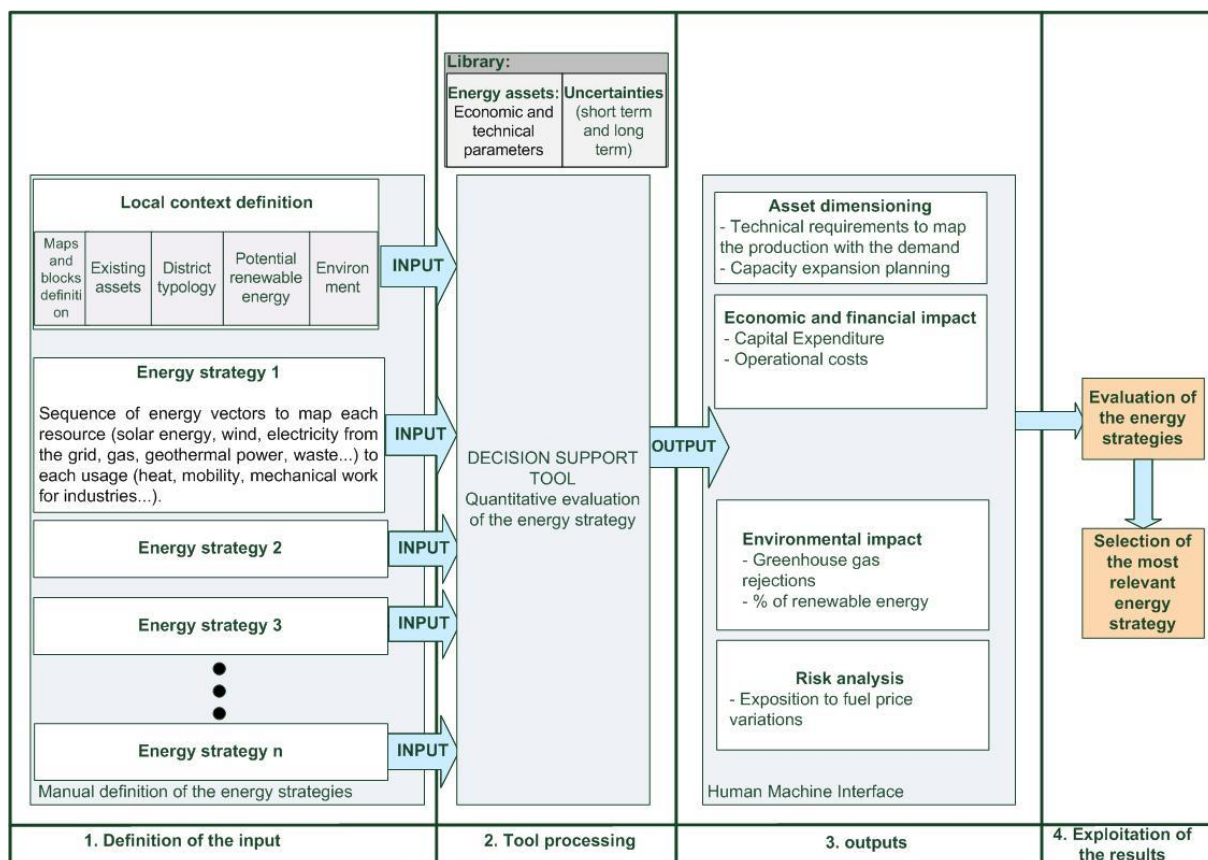 Library:
Energy assets:
Economic and
technical
parameters
Uncertainties
(short term
and long
term)
Local context definition
Maps
and
blocks
definiti
on
Existing
assets
District
typology
Potential
renewable
energy
Environ
ment
INPUT
Energy strategy 1
Sequence of energy vectors to map each
resource (solar energy, wind, electricity from
the grid, gas, geothermal power, waste...) to
each usage (heat, mobility, mechanical work
for industries...).
INPUT
Energy strategy 2
INPUT
Energy strategy 3
INPUT
Energy strategy n
INPUT
Manual definition of the energy strategies
DECISION SUPPORT
TOOL
Quantitative evaluation
of the energy strategy
OUTPUT
Asset dimensioning
- Technical requirements to map
the production with the demand
- Capacity expansion planning
Economic and financial impact
- Capital Expenditure
- Operational costs
Environmental impact
- Greenhouse gas
rejections
- % of renewable energy
Risk analysis
- Exposition to fuel price
variations
Human Machine Interface
Evaluation of
the energy
strategies
Selection of
the most
relevant
energy
strategy
1. Definition of the input
2. Tool processing
3. outputs
4. Exploitation of
the results